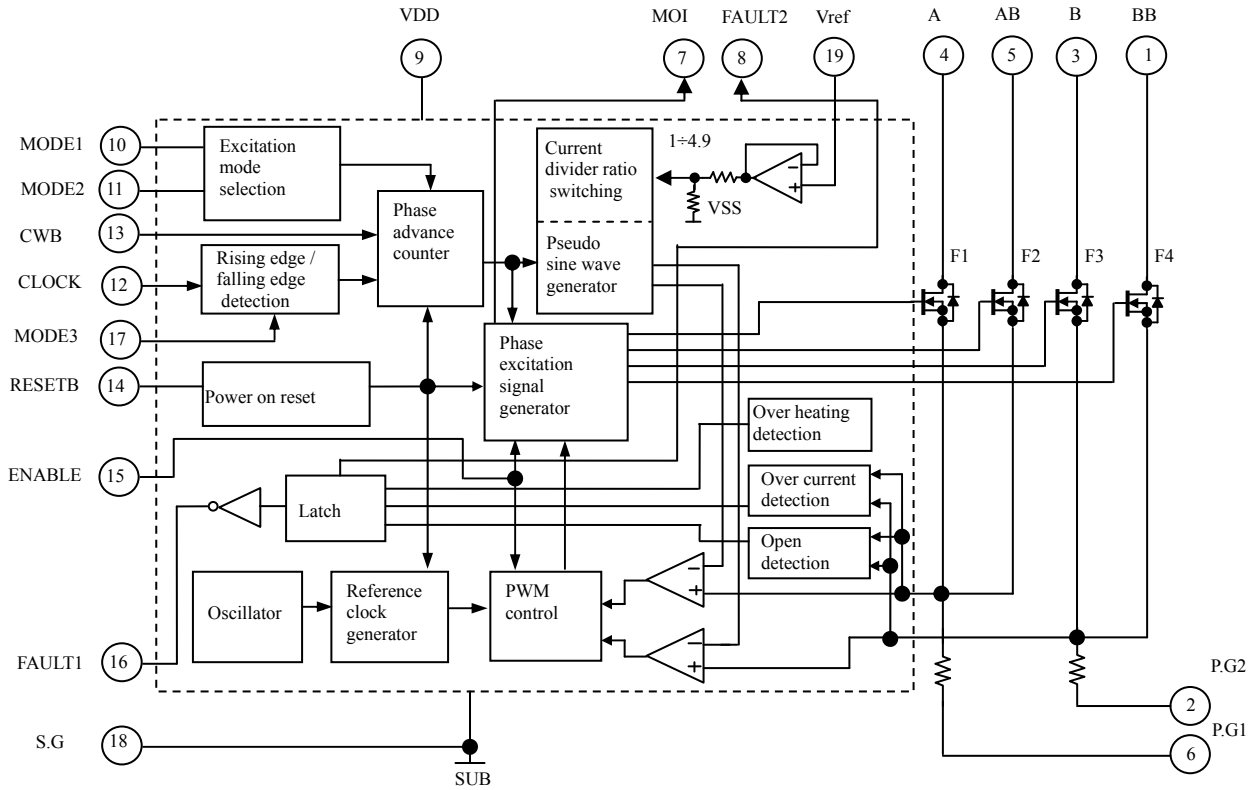 VDD
MOI
FAULT2
Vref
A
AB
B
BB
9
7
8
19
4
5
3
1
MODE1
10
MODE2
11
CWB
13
CLOCK
12
MODE3
17
RESETB
14
ENABLE
15
FAULT1
16
S.G
18
Excitation
mode
selection
Phase
advance
counter
Rising edge /
falling edge
detection
Power on reset
Current
divider ratio
switching
Pseudo
sine wave
generator
1÷4.9
−
+
VSS
Phase
excitation
signal
generator
F1
F2
F3
F4
Over heating
detection
Over current
detection
Open
detection
Latch
Oscillator
Reference
clock
generator
PWM
control
−
+
−
+
P.G2
2
P.G1
6
SUB